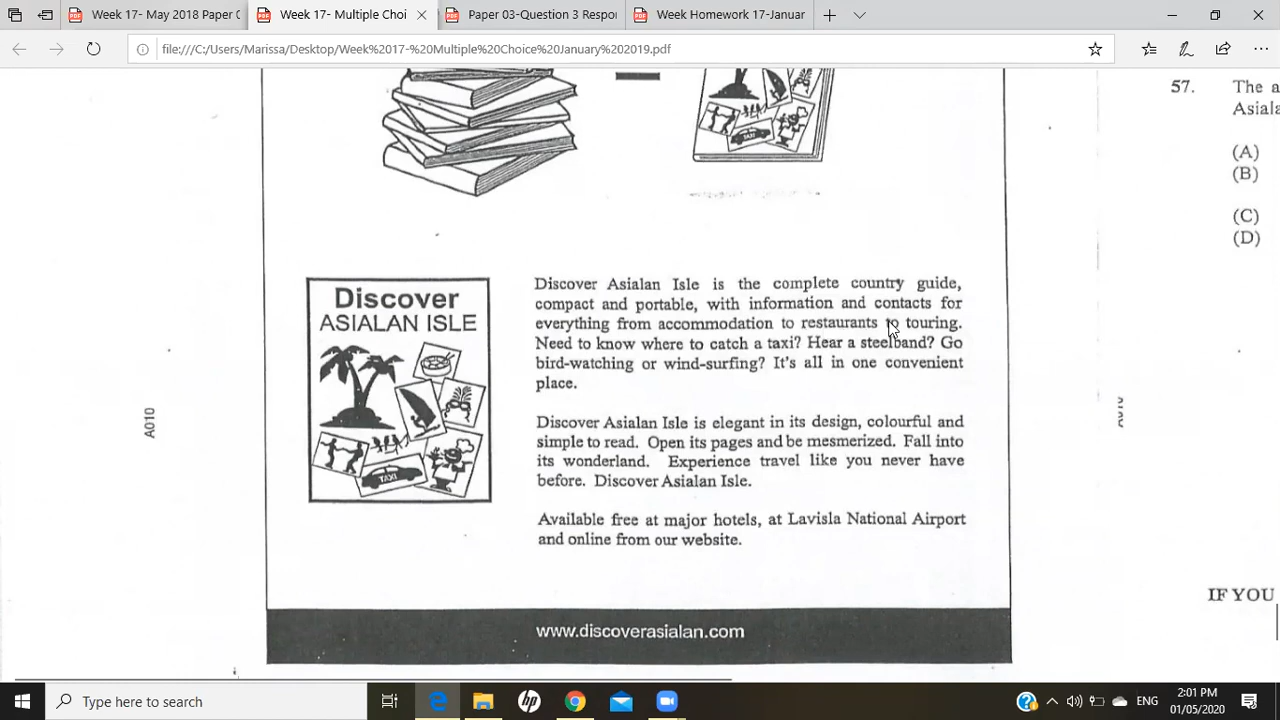 Week 17- May 2018 Paper (
Week 17- Multiple Choi
Paper 03-Question 3 Respor
Week Homework 17-Januar
file:///C:/Users/Marissa/Desktop/Week%2017-%20Multiple%20Choice%20January%202019.pdf
TAXI
57. The a
Asiala
(A)
(B)
(C)
(D)
Discover
ASIALAN ISLE
TAXI
Discover Asialan Isle is the complete country guide,
compact and portable, with information and contacts for
everything from accommodation to restaurants to touring.
Need to know where to catch a taxi? Hear a steelband? Go
bird-watching or wind-surfing? It's all in one convenient
place.
Discover Asialan Isle is elegant in its design, colourful and
simple to read. Open its pages and be mesmerized. Fall into
its wonderland. Experience travel like you never have
before. Discover Asialan Isle.
Available free at major hotels, at Lavisla National Airport
and online from our website.
A010
IF YOU
www.discoverasialan.com
Type here to search
hp
ENG
2:01 PM
01/05/2020